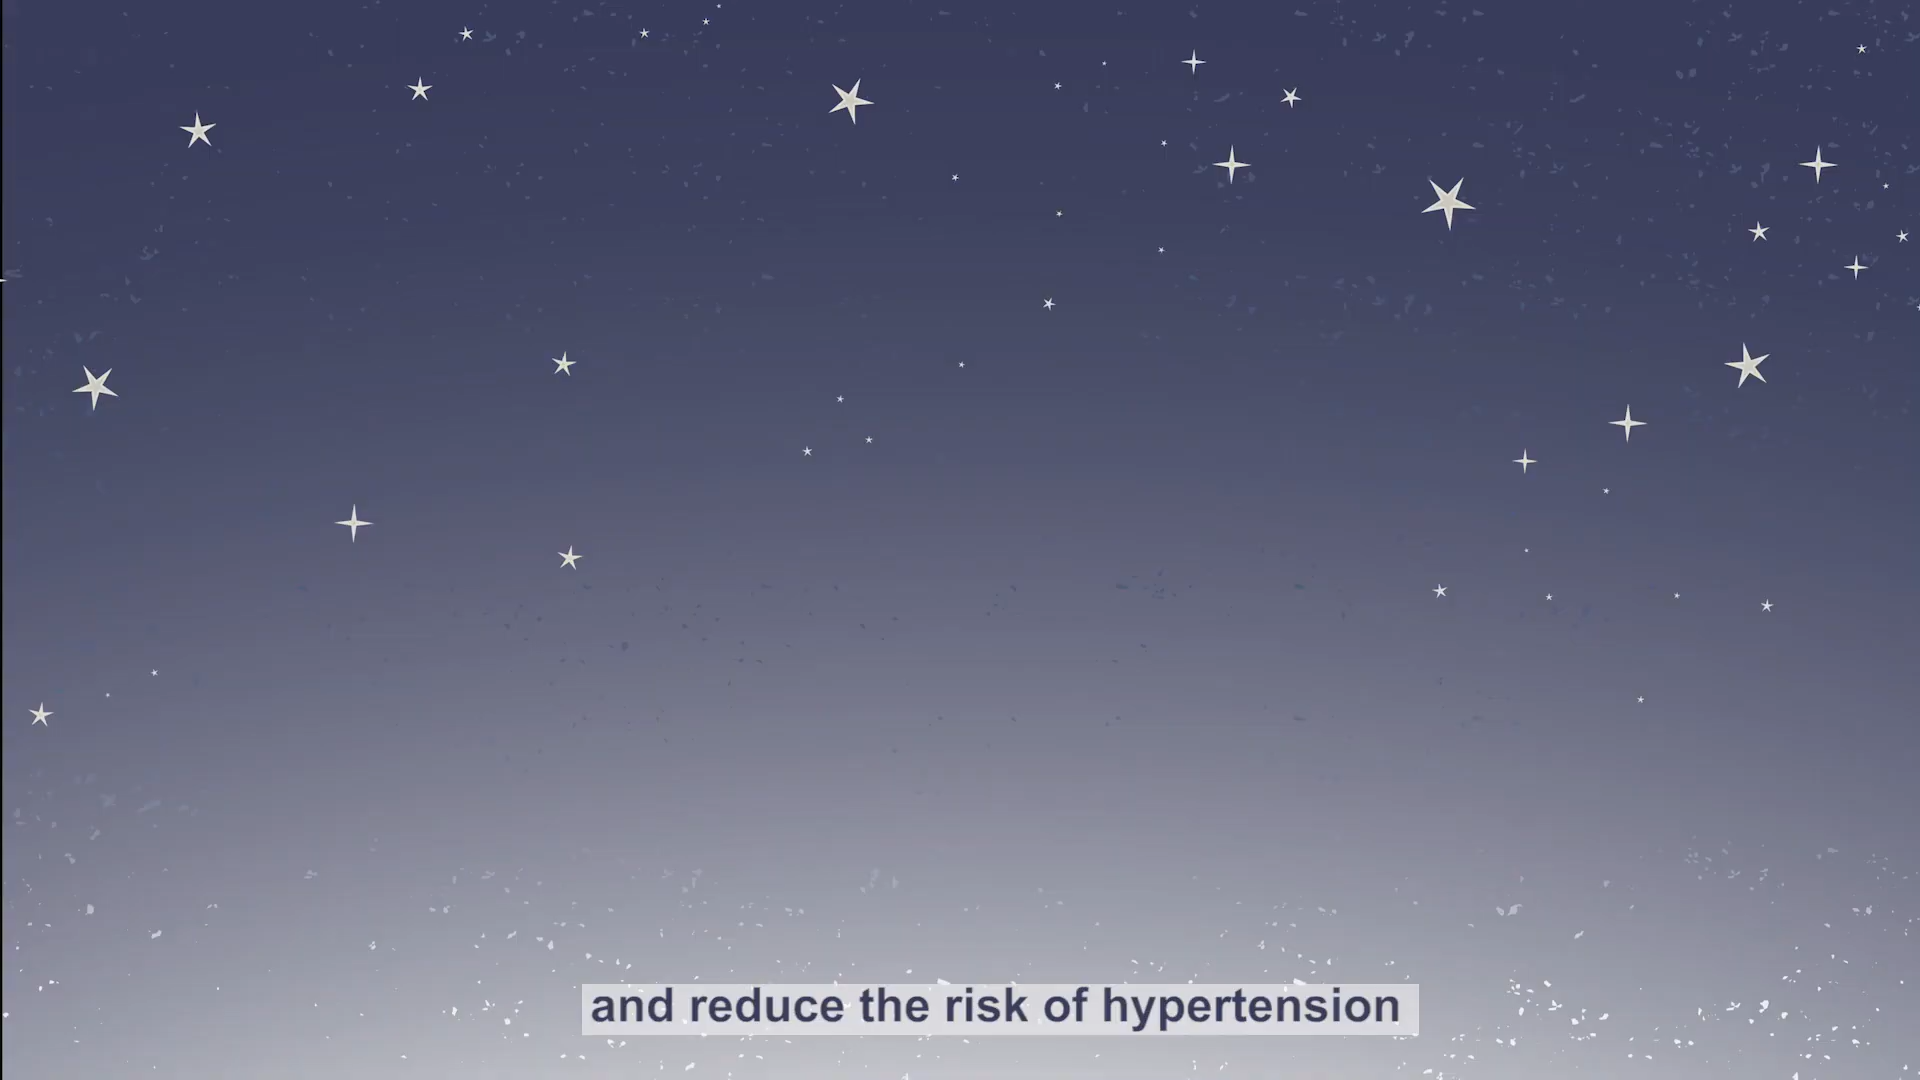 and reduce the risk of hypertension